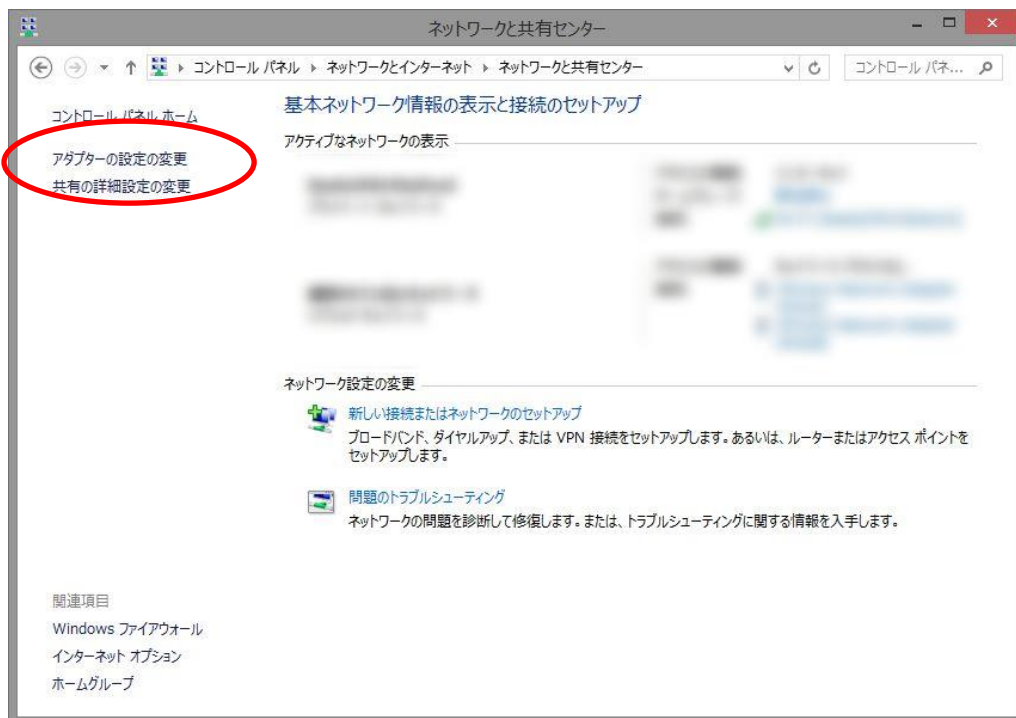 ネットワークと共有センター
コントロール パネル ネットワークとインターネット ネットワークと共有センター
コントロール パネ...
コントロール パネル ホーム
アダプターの設定の変更
共有の詳細設定の変更
基本ネットワーク情報の表示と接続のセットアップ
アクティブなネットワークの表示
ネットワーク設定の変更
新しい接続またはネットワークのセットアップ
ブロードバンド、ダイヤルアップ、または VPN 接続をセットアップします。あるいは、ルーターまたはアクセス ポイントを
セットアップします。
問題のトラブルシューティング
ネットワークの問題を診断して修復します。または、トラブルシューティングに関する情報を入手します。
関連項目
Windows ファイアウォール
インターネット オプション
ホームグループ